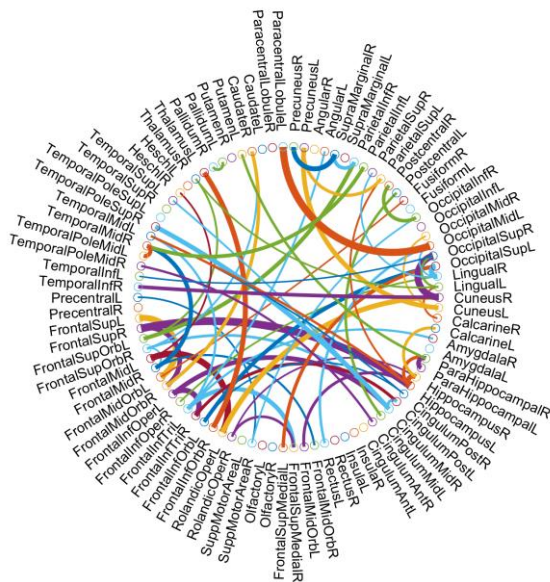 ParacentralLobuleL
PrecuneusR
PrecuneusL
AngularR
AngularL
SupraMarginalR
SupraMarginalL
ParietalInfR
ParietalInfL
ParietalSupR
ParietalSupL
PostcentralR
PostcentralL
FusiformR
FusiformL
OccipitalInfR
OccipitalInfL
OccipitalMidR
OccipitalMidL
OccipitalSupR
OccipitalSupL
LingualR
LingualL
CuneusR
CuneusL
CalcarineR
CalcarineL
AmygdalaR
AmygdalaL
ParaHippocampalR
ParaHippocampalL
HippocampusR
HippocampusL
CingulumPostR
CingulumPostL
CingulumMidR
CingulumMidL
CingulumAntR
CingulumAntL
InsulaR
InsulaL
RectusR
RectusL
FrontalMidOrbR
FrontalMidOrbL
FrontalSupMedialR
FrontalSupMedialL
OlfactoryR
OlfactoryL
SuppMotorAreaR
SuppMotorAreaL
RolandicOperR
RolandicOperL
FrontalInfOrbR
FrontalInfOrbL
FrontalInfTriR
FrontalInfTriL
FrontalInfOperR
FrontalInfOperL
FrontalMidOrbR
FrontalMidOrbL
FrontalMidR
FrontalMidL
FrontalSupOrbR
FrontalSupOrbL
FrontalSupR
FrontalSupL
PrecentralR
PrecentralL
TemporalInfR
TemporalInfL
TemporalPoleMidR
TemporalPoleMidL
TemporalMidR
TemporalMidL
TemporalPoleSupR
TemporalPoleSupL
TemporalSupR
TemporalSupL
HeschlR
HeschlL
ThalamusR
ThalamusL
PallidumR
PallidumL
PutamenR
PutamenL
CaudateR
CaudateL
ParacentralLobuleR